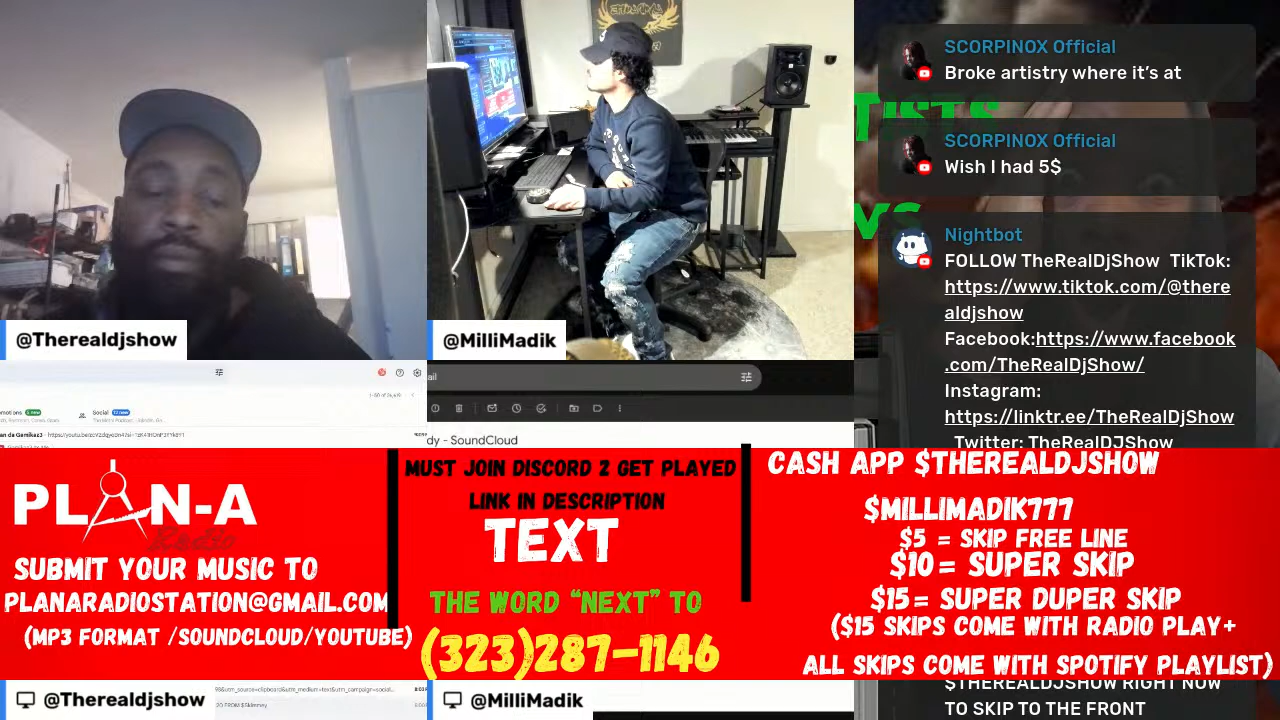 @Therealdjshow
@MilliMadik
SCORPINOX Official
Broke artistry where it's at
SCORPINOX Official
Wish I had 5$
Nightbot
FOLLOW TheRealDjShow TikTok:
https://www.tiktok.com/@there
aldjshow
Facebook:https://www.facebook
.com/TheRealDjShow/
Instagram:
https://linktr.ee/TheRealDjShow
Twitter: TheRealDJShow
Social
dy - SoundCloud
PLAN-A
Radio
SUBMIT YOUR MUSIC TO
PLANARADIOSTATION@GMAIL.COM
(MP3 FORMAT /SOUNDCLOUD/YOUTUBE)
MUST JOIN DISCORD 2 GET PLAYED
LINK IN DESCRIPTION
TEXT
THE WORD “NEXT” TO
(323)287-1146
CASH APP $THEREALDJSHOW
$MILLIMADIK777
$5 = SKIP FREE LINE
$10 = SUPER SKIP
$15 = SUPER DUPER SKIP
($15 SKIPS COME WITH RADIO PLAY+
ALL SKIPS COME WITH SPOTIFY PLAYLIST)
@Therealdjshow
@MilliMadik
$THEREALDJSHOW RIGHT NOW
TO SKIP TO THE FRONT